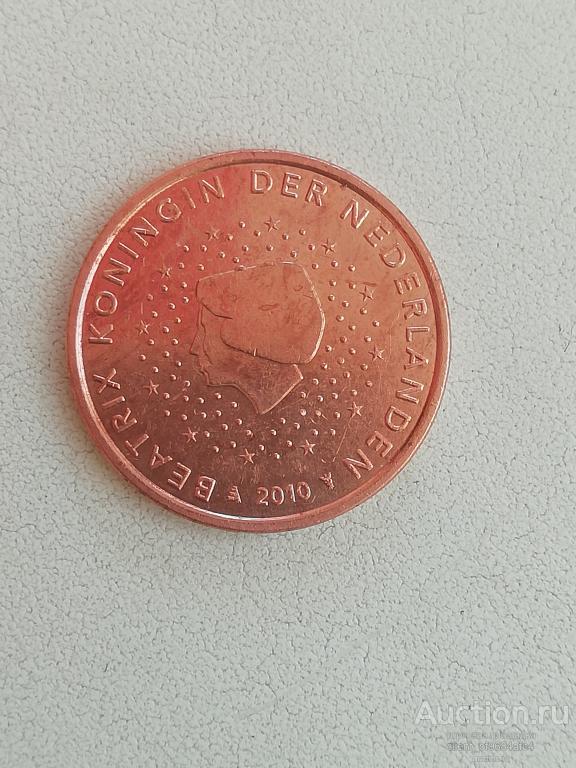 BEATRIX KONINGIN DER NEDERLANDEN
2010
Auction.ru